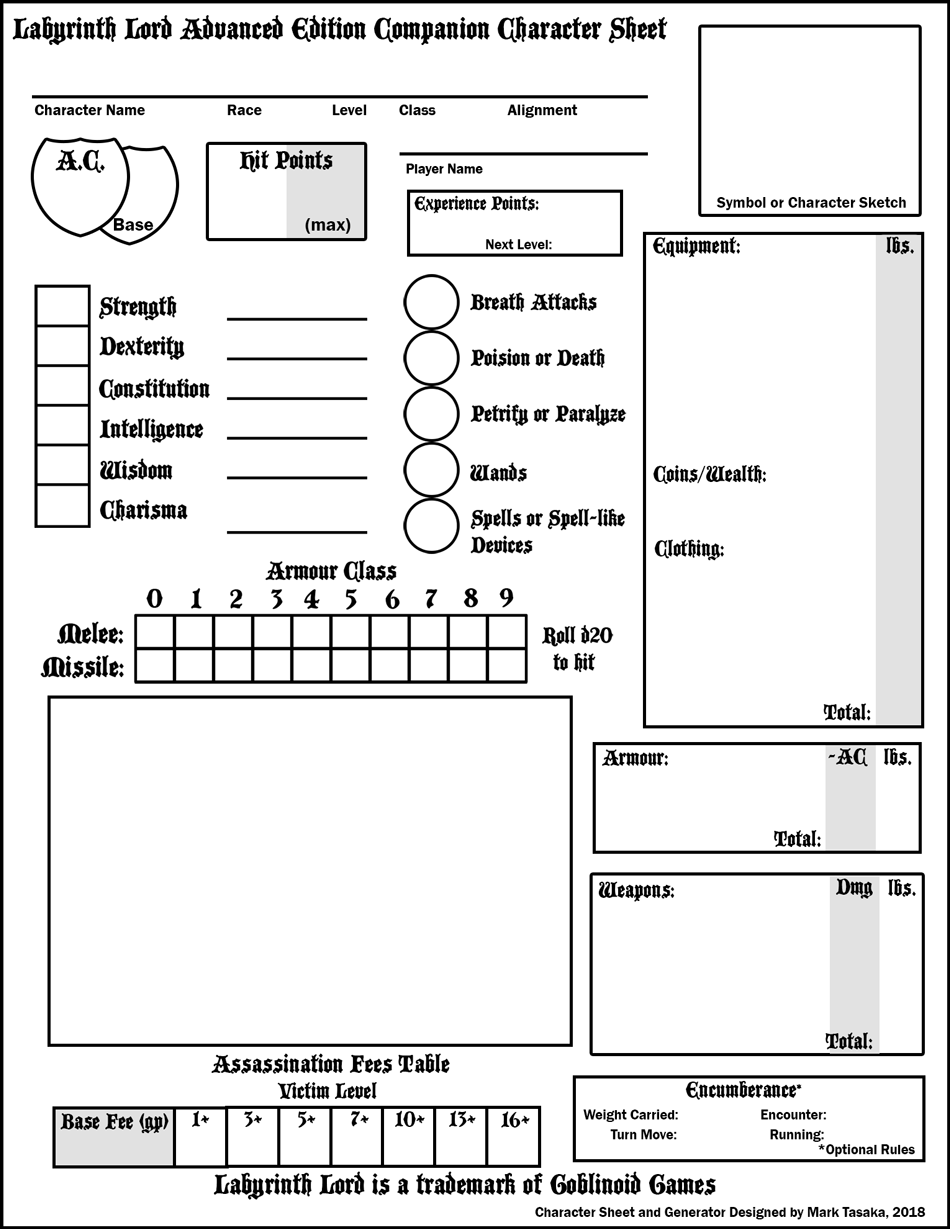 Labyrinth Lord Advanced Edition Companion Character Sheet
Character Name Race Level Class Alignment
A.C.
Base
Hit Points
(max)
Player Name
Experience Points:
Next Level:
Symbol or Character Sketch
Strength
Dexterity
Constitution
Intelligence
Wisdom
Charisma
Breath Attacks
Poision or Death
Petrify or Paralyze
Wands
Spells or Spell-like
Devices
Equipment: lbs.
Coins/Wealth:
Clothing:
Total:
Armour Class
0 1 2 3 4 5 6 7 8 9
Melee:
Missile:
Roll d20
to hit
Armour: -AC lbs.
Total:
Weapons: Dmg lbs.
Total:
Assassination Fees Table
Victim Level
Base Fee (gp) 1+ 3+ 5+ 7+ 10+ 13+ 16+
Encumberance*
Weight Carried: Encounter:
Turn Move: Running:
*Optional Rules
Labyrinth Lord is a trademark of Goblinoid Games
Character Sheet and Generator Designed by Mark Tasaka, 2018